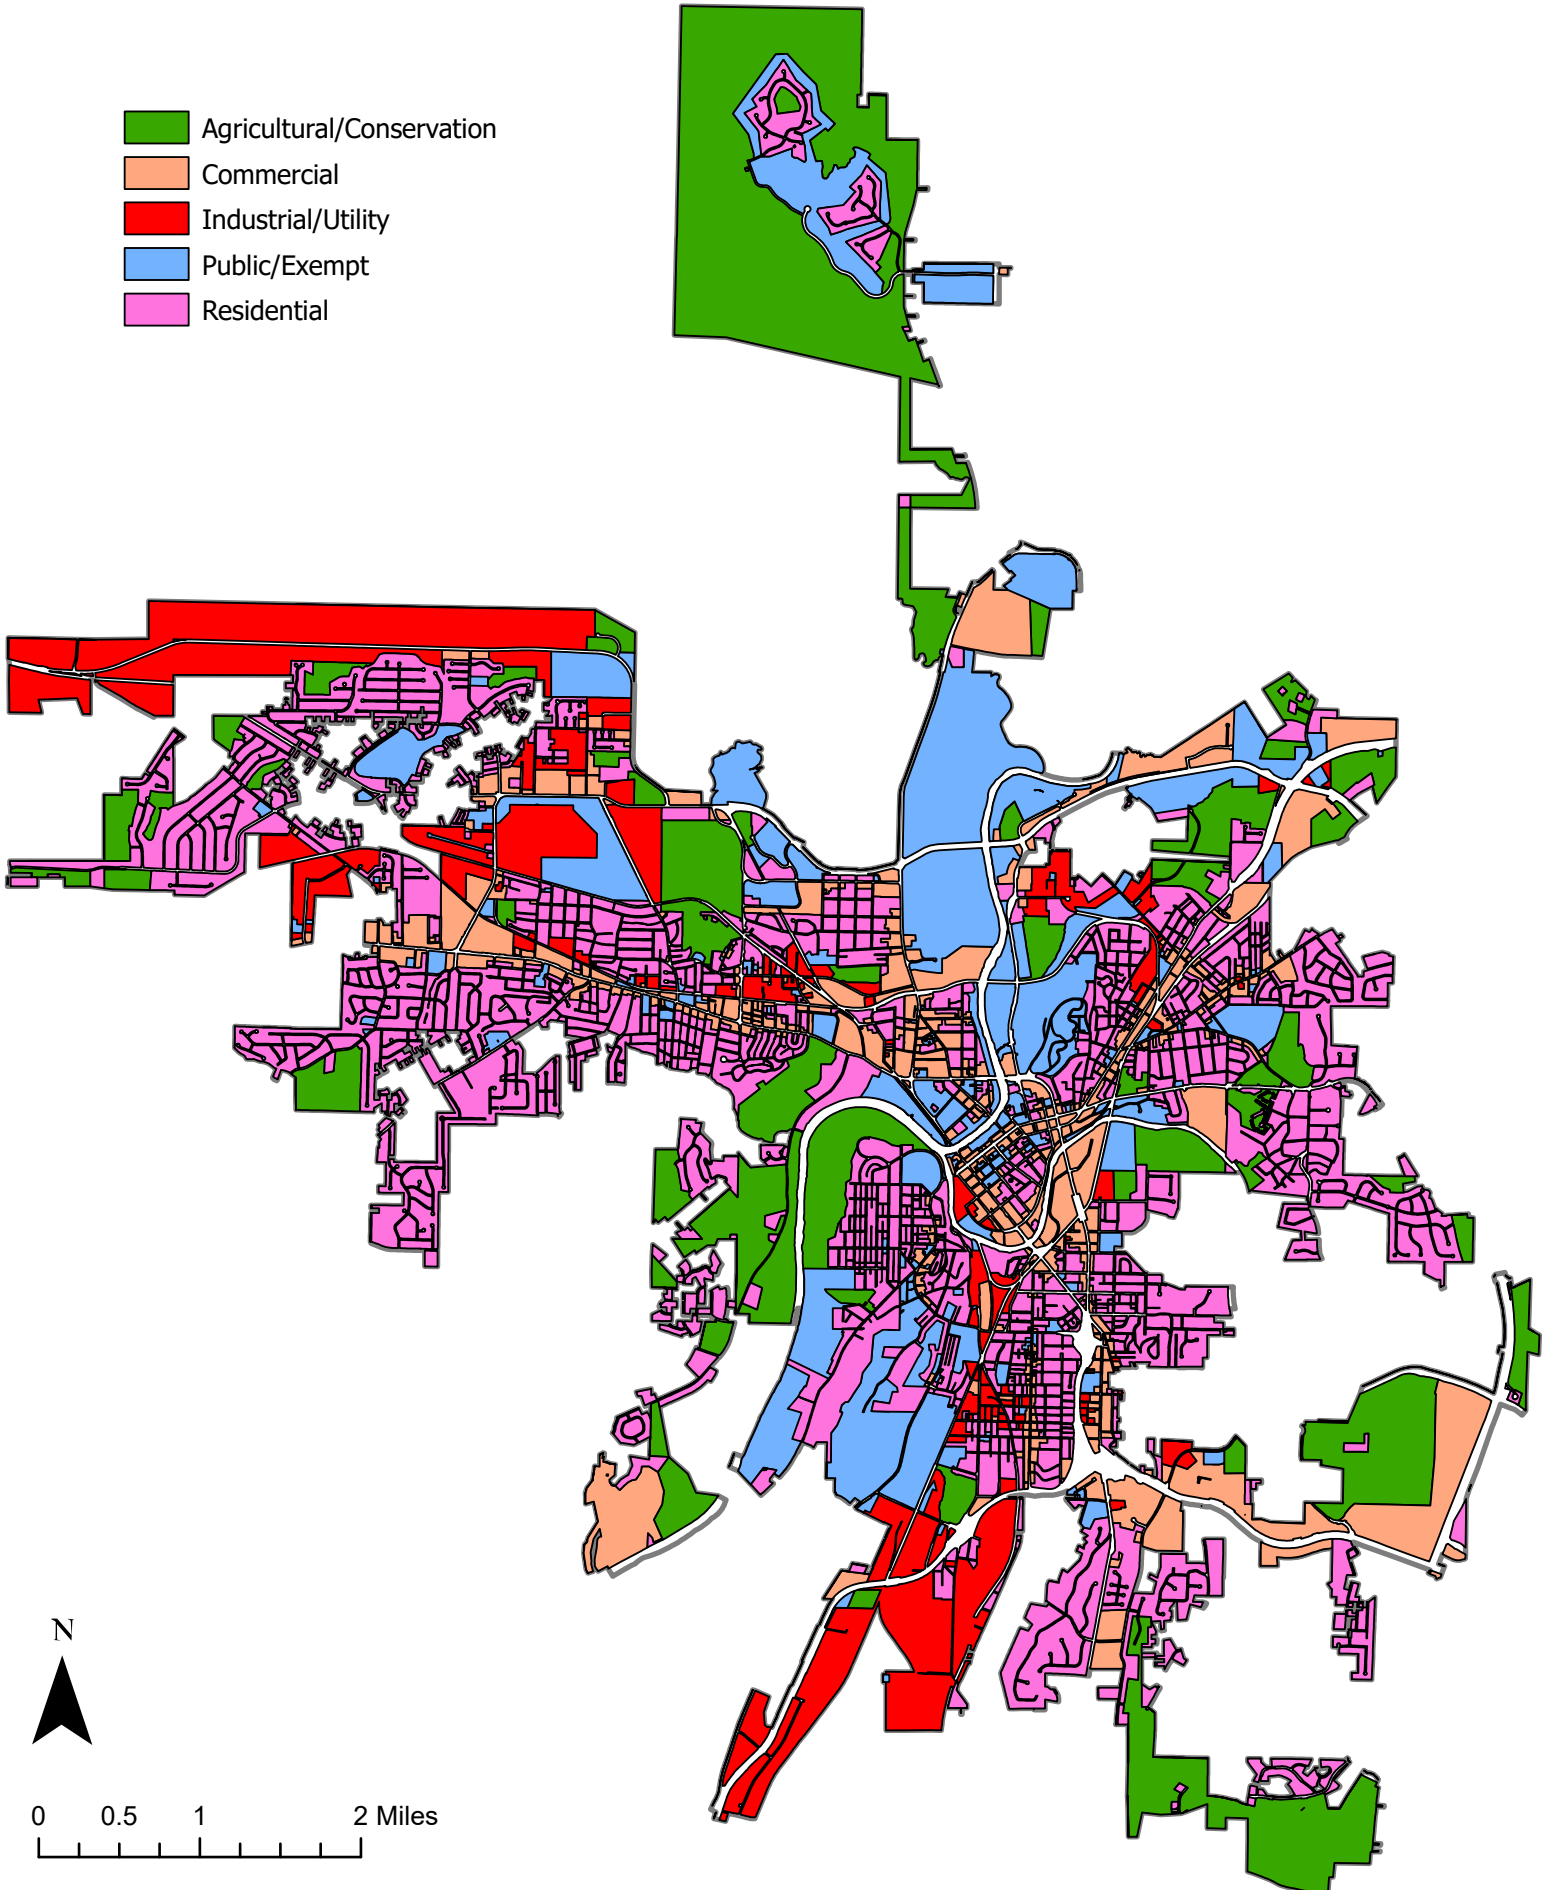 Agricultural/Conservation
Commercial
Industrial/Utility
Public/Exempt
Residential
N
0 0.5 1 2 Miles